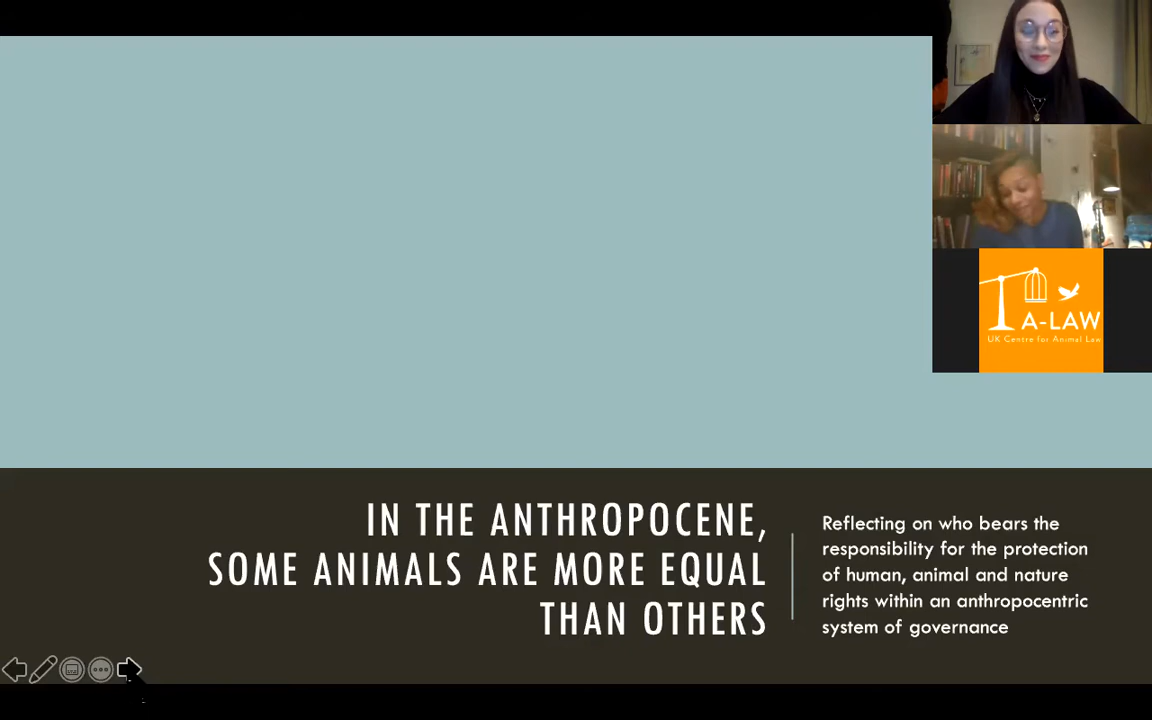 A-LAW
UK Centre for Animal Law
IN THE ANTHROPOCENE,
SOME ANIMALS ARE MORE EQUAL
THAN OTHERS
Reflecting on who bears the
responsibility for the protection
of human, animal and nature
rights within an anthropocentric
system of governance